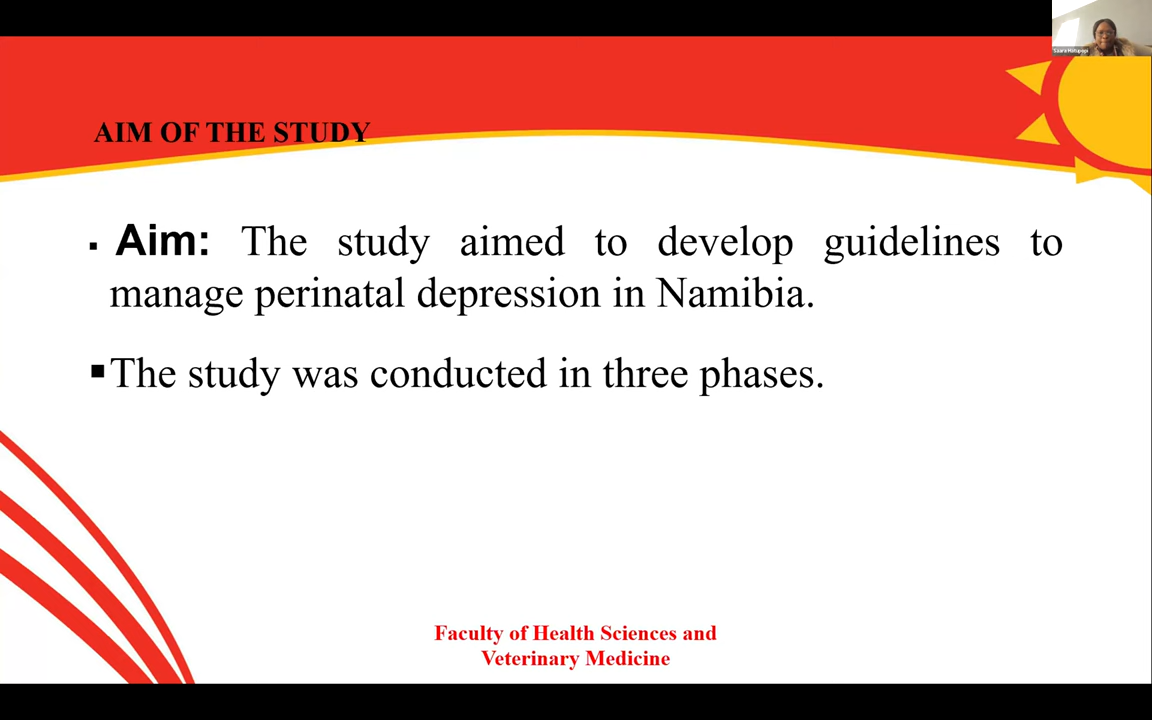 AIM OF THE STUDY
▪ Aim: The study aimed to develop guidelines to
manage perinatal depression in Namibia.
▪The study was conducted in three phases.
Faculty of Health Sciences and
Veterinary Medicine